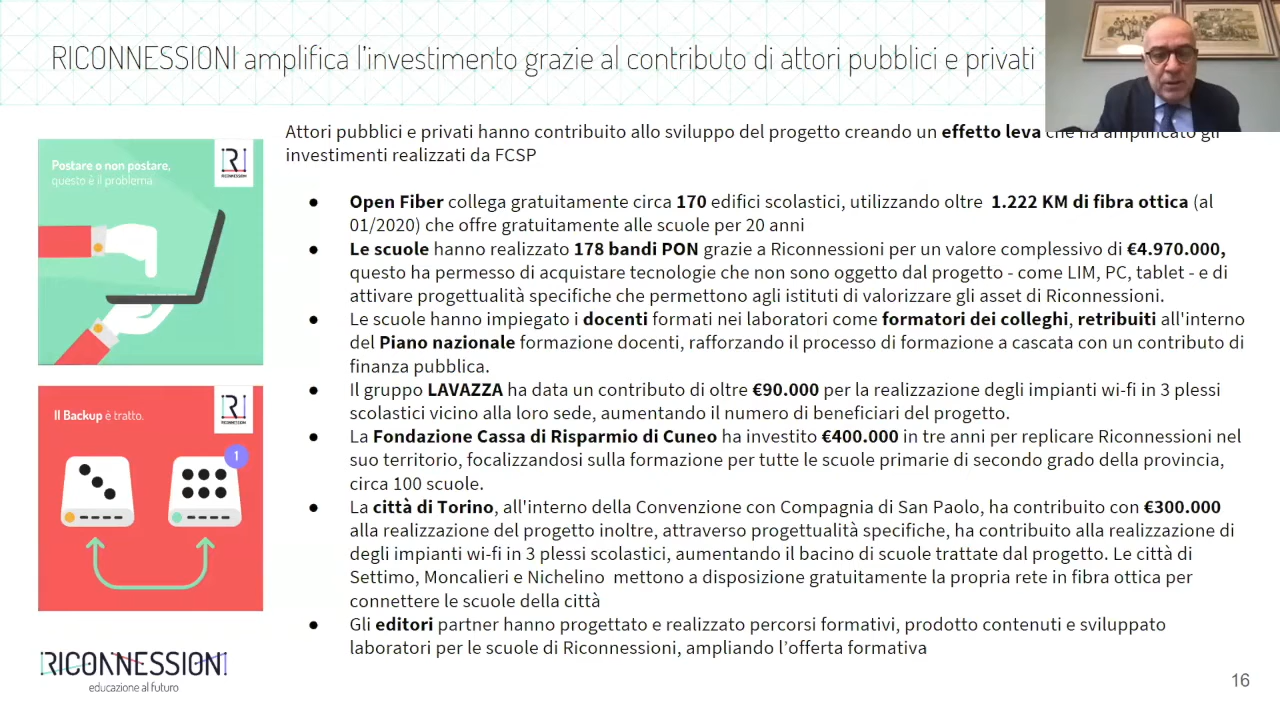 RICONNESSIONI amplifica l'investimento grazie al contributo di attori pubblici e privati
Attori pubblici e privati hanno contribuito allo sviluppo del progetto creando un effetto leva che ha amplificato gli
investimenti realizzati da FCSP
Postare o non postare,
questo è il problema
RICONNESSIONI
● Open Fiber collega gratuitamente circa 170 edifici scolastici, utilizzando oltre 1.222 KM di fibra ottica (al
01/2020) che offre gratuitamente alle scuole per 20 anni
● Le scuole hanno realizzato 178 bandi PON grazie a Riconnessioni per un valore complessivo di €4.970.000,
questo ha permesso di acquistare tecnologie che non sono oggetto dal progetto - come LIM, PC, tablet - e di
attivare progettualità specifiche che permettono agli istituti di valorizzare gli asset di Riconnessioni.
● Le scuole hanno impiegato i docenti formati nei laboratori come formatori dei colleghi, retribuiti all'interno
del Piano nazionale formazione docenti, rafforzando il processo di formazione a cascata con un contributo di
finanza pubblica.
● Il gruppo LAVAZZA ha data un contributo di oltre €90.000 per la realizzazione degli impianti wi-fi in 3 plessi
scolastici vicino alla loro sede, aumentando il numero di beneficiari del progetto.
● La Fondazione Cassa di Risparmio di Cuneo ha investito €400.000 in tre anni per replicare Riconnessioni nel
suo territorio, focalizzandosi sulla formazione per tutte le scuole primarie di secondo grado della provincia,
circa 100 scuole.
● La città di Torino, all'interno della Convenzione con Compagnia di San Paolo, ha contribuito con €300.000
alla realizzazione del progetto inoltre, attraverso progettualità specifiche, ha contribuito alla realizzazione di
degli impianti wi-fi in 3 plessi scolastici, aumentando il bacino di scuole trattate dal progetto. Le città di
Settimo, Moncalieri e Nichelino mettono a disposizione gratuitamente la propria rete in fibra ottica per
connettere le scuole della città
● Gli editori partner hanno progettato e realizzato percorsi formativi, prodotto contenuti e sviluppato
laboratori per le scuole di Riconnessioni, ampliando l'offerta formativa
Il Backup è tratto.
RICONNESSIONI
1
RICONNESSIONI
educazione al futuro
16